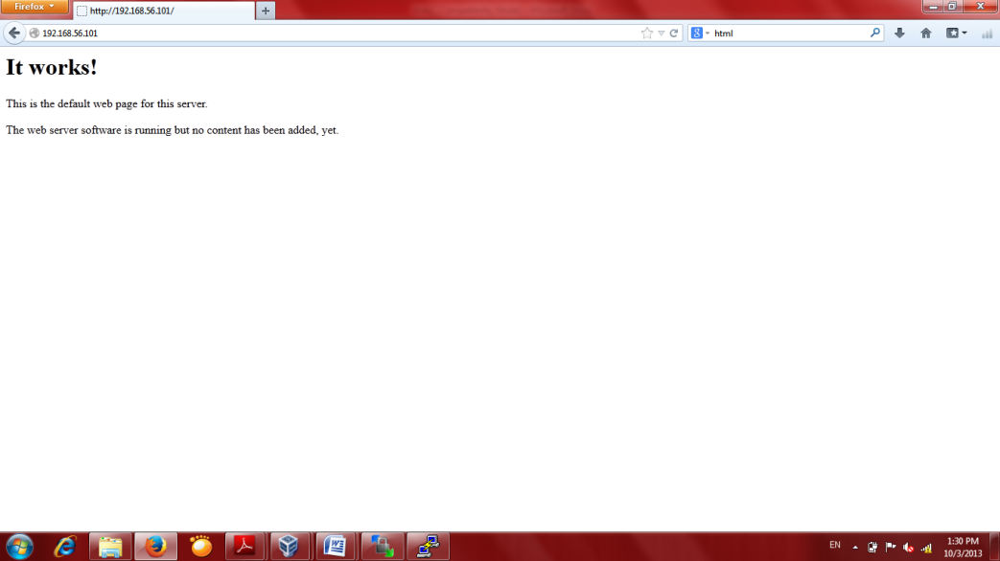 Firefox
http://192.168.56.101/
192.168.56.101
html
It works!
This is the default web page for this server.
The web server software is running but no content has been added, yet.
EN
1:30 PM
10/3/2013